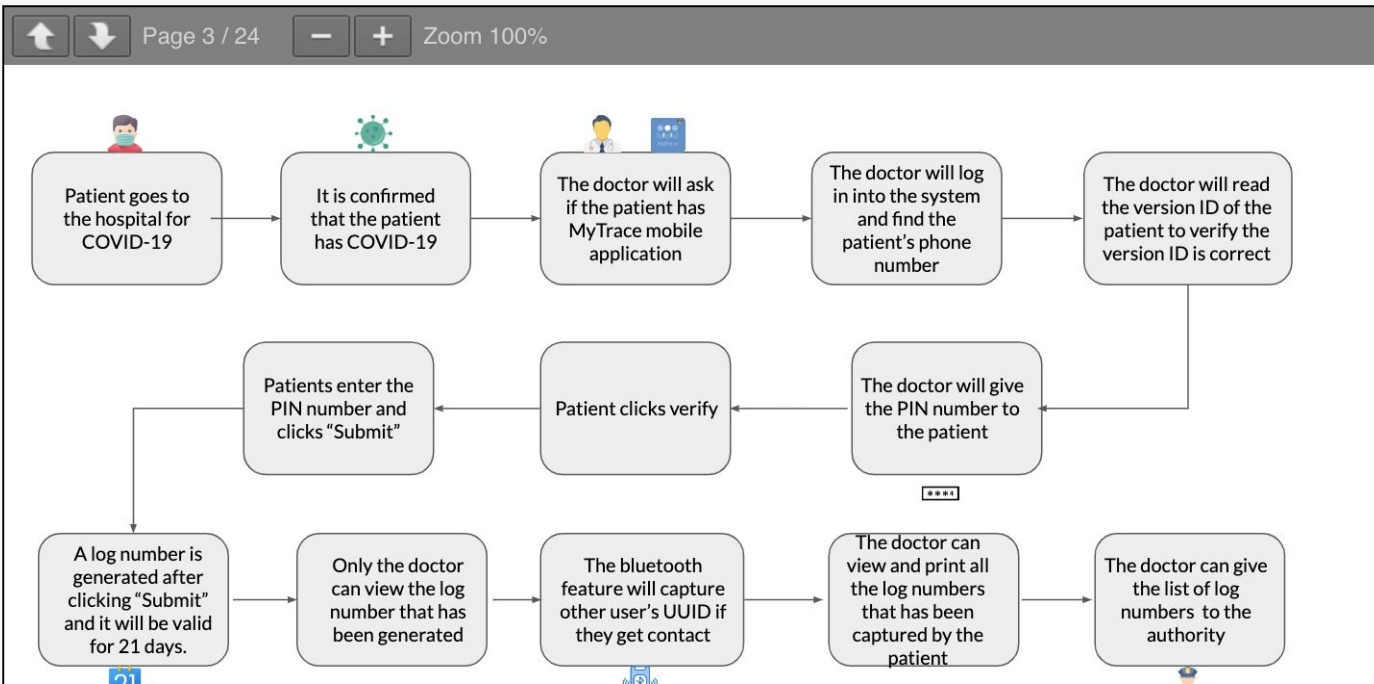 Page 3 / 24
Zoom 100%
Patient goes to
the hospital for
COVID-19
It is confirmed
that the patient
has COVID-19
MyTrace
The doctor will ask
if the patient has
MyTrace mobile
application
The doctor will log
in into the system
and find the
patient's phone
number
The doctor will read
the version ID of the
patient to verify the
version ID is correct
The doctor will give
the PIN number to
the patient
Patient clicks verify
Patients enter the
PIN number and
clicks “Submit”
A log number is
generated after
clicking “Submit”
and it will be valid
for 21 days.
21
Only the doctor
can view the log
number that has
been generated
The bluetooth
feature will capture
other user's UUID if
they get contact
The doctor can
view and print all
the log numbers
that has been
captured by the
patient
The doctor can give
the list of log
numbers to the
authority